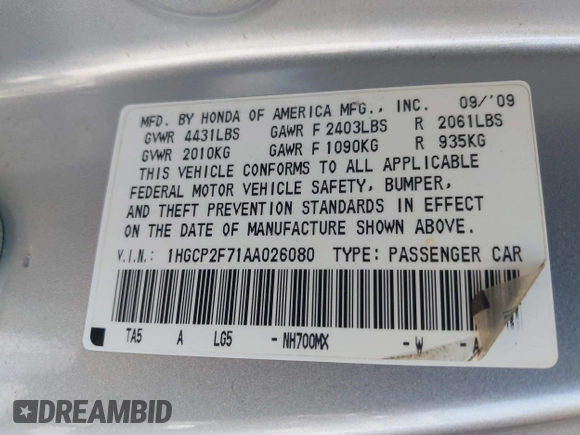 MFD. BY HONDA OF AMERICA MFG., INC. 09/'09
GVWR 4431LBS GAWR F 2403LBS R 2061LBS
GVWR 2010KG GAWR F 1090KG R 935KG
THIS VEHICLE CONFORMS TO ALL APPLICABLE
FEDERAL MOTOR VEHICLE SAFETY, BUMPER,
AND THEFT PREVENTION STANDARDS IN EFFECT
ON THE DATE OF MANUFACTURE SHOWN ABOVE.
V.I.N.: 1HGCP2F71AA026080 TYPE: PASSENGER CAR
TA5 A LG5 - NH700MX - W - A
DREAMBID